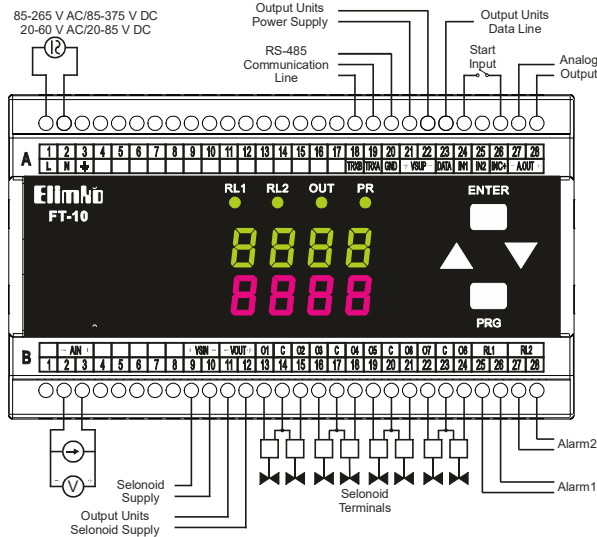 85-265 V AC/85-375 V DC
20-60 V AC/20-85 V DC
Output Units
Power Supply
RS-485
Communication
Line
Output Units
Data Line
Start
Input
Analog
Output
A
1 2 3 4 5 6 7 8 9 10 11 12 13 14 15 16 17 18 19 20 21 22 23 24 25 26 27 28
L N TRXB TRXA GND + VSUP - DATA IN1 IN2 INC+ - A.OUT +
Elimko
FT-10
RL1 RL2 OUT PR
8888
8888
ENTER
PRG
B
- AIN + + VSIN - - VOUT + O1 C O2 O3 C O4 O5 C O6 O7 C O8 RL1 RL2
1 2 3 4 5 6 7 8 9 10 11 12 13 14 15 16 17 18 19 20 21 22 23 24 25 26 27 28
- +
- V +
Selonoid
Supply
Output Units
Selonoid Supply
Selonoid
Terminals
Alarm2
Alarm1